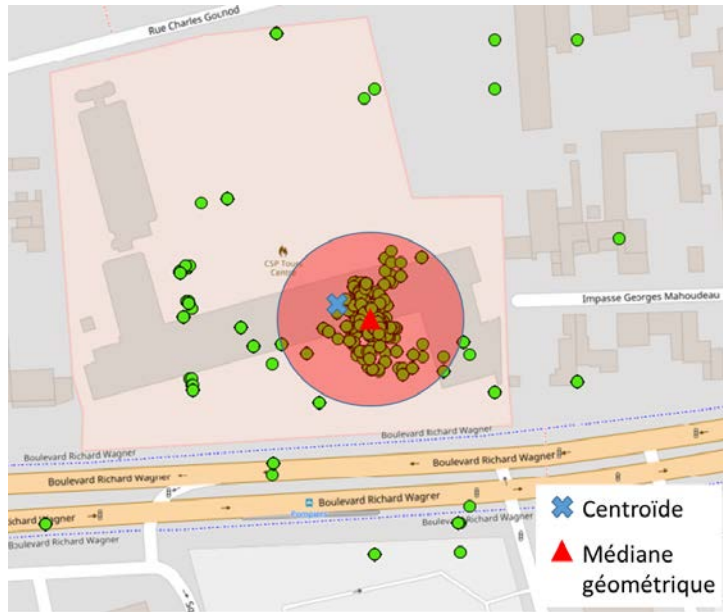 Rue Charles Gounod
CSP Tours
Centre
Impasse Georges Mahoudeau
Boulevard Richard Wagner
Boulevard Richard Wagner
Boulevard Richard Wagner
Boulevard Richard Wagner
Richard Wagner
Boulevard Richard Wagner
Boulevard Richard Wagner
Boulevard Richard Wagner
Centroïde
Médiane
géométrique